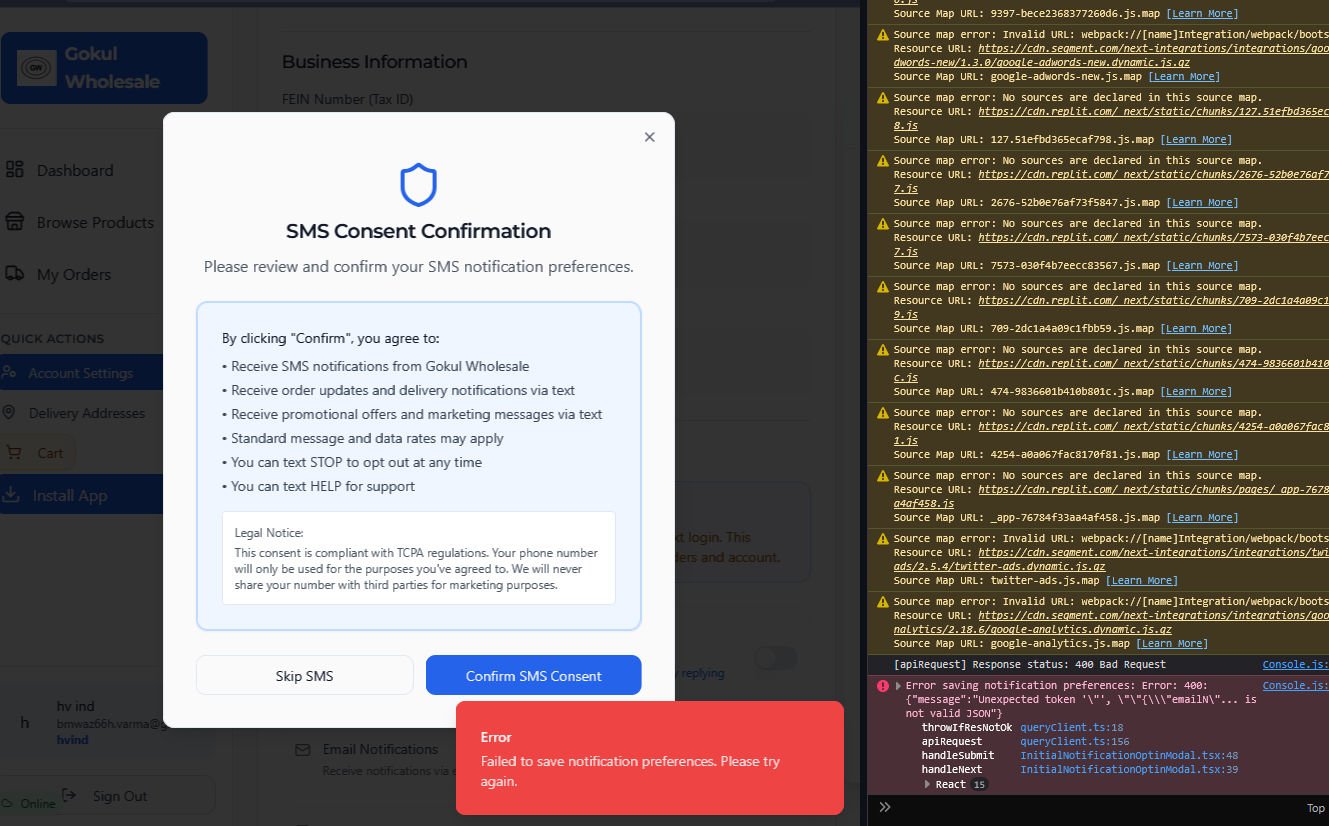 Gokul
Wholesale
GW
Dashboard
Browse Products
My Orders
QUICK ACTIONS
Account Settings
Delivery Addresses
Cart
Install App
hv ind
bmwaz66h.varma@g
hvind
h
Online
Sign Out
Business Information
FEIN Number (Tax ID)
SMS Consent Confirmation
Please review and confirm your SMS notification preferences.
By clicking "Confirm", you agree to:
• Receive SMS notifications from Gokul Wholesale
• Receive order updates and delivery notifications via text
• Receive promotional offers and marketing messages via text
• Standard message and data rates may apply
• You can text STOP to opt out at any time
• You can text HELP for support
Legal Notice:
This consent is compliant with TCPA regulations. Your phone number
will only be used for the purposes you've agreed to. We will never
share your number with third parties for marketing purposes.
Skip SMS
Confirm SMS Consent
xt login. This
ders and account.
y replying
Email Notifications
Receive notifications via e
Error
Failed to save notification preferences. Please try
again.
Source Map URL: 9397-bece2368377260d6.js.map [Learn More]
Source map error: Invalid URL: webpack://[name]Integration/webpack/boots
Resource URL: https://cdn.segment.com/next-integrations/integrations/goo
dwords-new/1.3.0/google-adwords-new.dynamic.js.gz
Source Map URL: google-adwords-new.js.map [Learn More]
Source map error: No sources are declared in this source map.
Resource URL: https://cdn.replit.com/_next/static/chunks/127.51efbd365ec
8.js
Source Map URL: 127.51efbd365ecaf798.js.map [Learn More]
Source map error: No sources are declared in this source map.
Resource URL: https://cdn.replit.com/_next/static/chunks/2676-52b0e76af7
7.js
Source Map URL: 2676-52b0e76af73f5847.js.map [Learn More]
Source map error: No sources are declared in this source map.
Resource URL: https://cdn.replit.com/_next/static/chunks/7573-030f4b7eec
7.js
Source Map URL: 7573-030f4b7eecc83567.js.map [Learn More]
Source map error: No sources are declared in this source map.
Resource URL: https://cdn.replit.com/_next/static/chunks/709-2dc1a4a09c1
9.js
Source Map URL: 709-2dc1a4a09c1fbb59.js.map [Learn More]
Source map error: No sources are declared in this source map.
Resource URL: https://cdn.replit.com/_next/static/chunks/474-9836601b410
c.js
Source Map URL: 474-9836601b410b801c.js.map [Learn More]
Source map error: No sources are declared in this source map.
Resource URL: https://cdn.replit.com/_next/static/chunks/4254-a0a067fac8
1.js
Source Map URL: 4254-a0a067fac8170f81.js.map [Learn More]
Source map error: No sources are declared in this source map.
Resource URL: https://cdn.replit.com/_next/static/chunks/pages/_app-7678
a4af458.js
Source Map URL: _app-76784f33aa4af458.js.map [Learn More]
Source map error: Invalid URL: webpack://[name]Integration/webpack/boots
Resource URL: https://cdn.segment.com/next-integrations/integrations/twi
ads/2.5.4/twitter-ads.dynamic.js.gz
Source Map URL: twitter-ads.js.map [Learn More]
Source map error: Invalid URL: webpack://[name]Integration/webpack/boots
Resource URL: https://cdn.segment.com/next-integrations/integrations/goo
nalytics/2.18.6/google-analytics.dynamic.js.gz
Source Map URL: google-analytics.js.map [Learn More]
[apiRequest] Response status: 400 Bad Request Console.js:
Error saving notification preferences: Error: 400: Console.js:
{"message":"Unexpected token '\"', \"\"{\\\"emailN\"... is
not valid JSON"}
throwIfResNotOk queryClient.ts:18
apiRequest queryClient.ts:156
handleSubmit InitialNotificationOptinModal.tsx:48
handleNext InitialNotificationOptinModal.tsx:39
React 15
Top